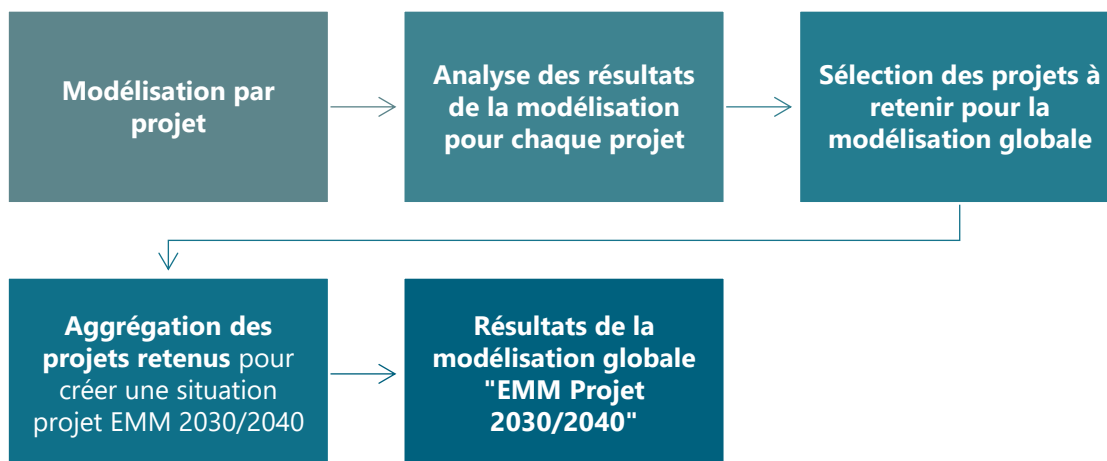 Modélisation par
projet
Analyse des résultats
de la modélisation
pour chaque projet
Sélection des projets à
retenir pour la
modélisation globale
Aggrégation des
projets retenus pour
créer une situation
projet EMM 2030/2040
Résultats de la
modélisation globale
"EMM Projet
2030/2040"